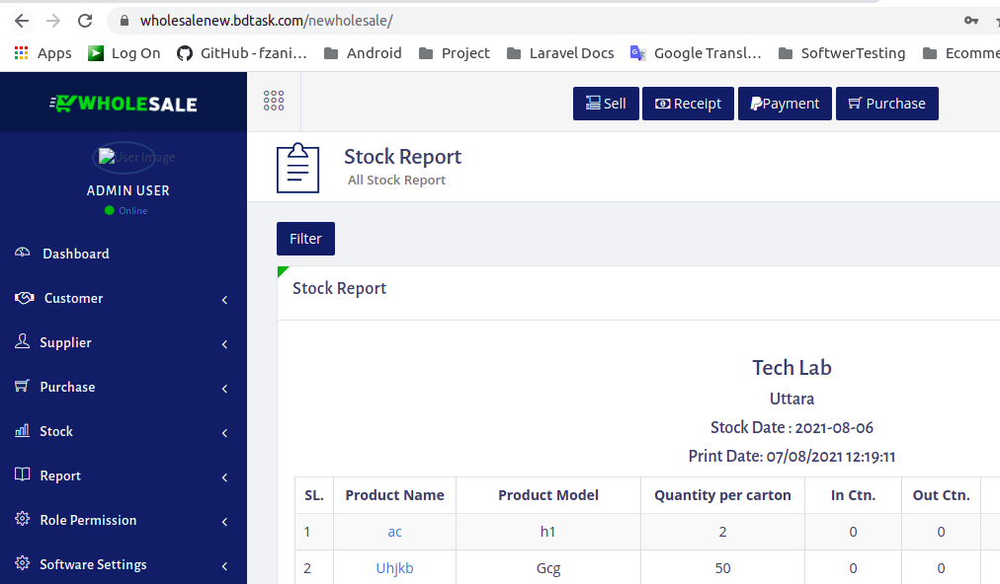 wholesalenew.bdtask.com/newholesale/
Apps Log On GitHub - fzani... Android Project Laravel Docs Google Transl... SoftwerTesting Ecomme
WHOLESALE
Sell Receipt Payment Purchase
User Image
ADMIN USER
Online
Stock Report
All Stock Report
Dashboard
Customer
Supplier
Purchase
Stock
Report
Role Permission
Software Settings
Filter
Stock Report
Tech Lab
Uttara
Stock Date : 2021-08-06
Print Date: 07/08/2021 12:19:11
SL. Product Name Product Model Quantity per carton In Ctn. Out Ctn.
1 ac h1 2 0 0
2 Uhjkb Gcg 50 0 0